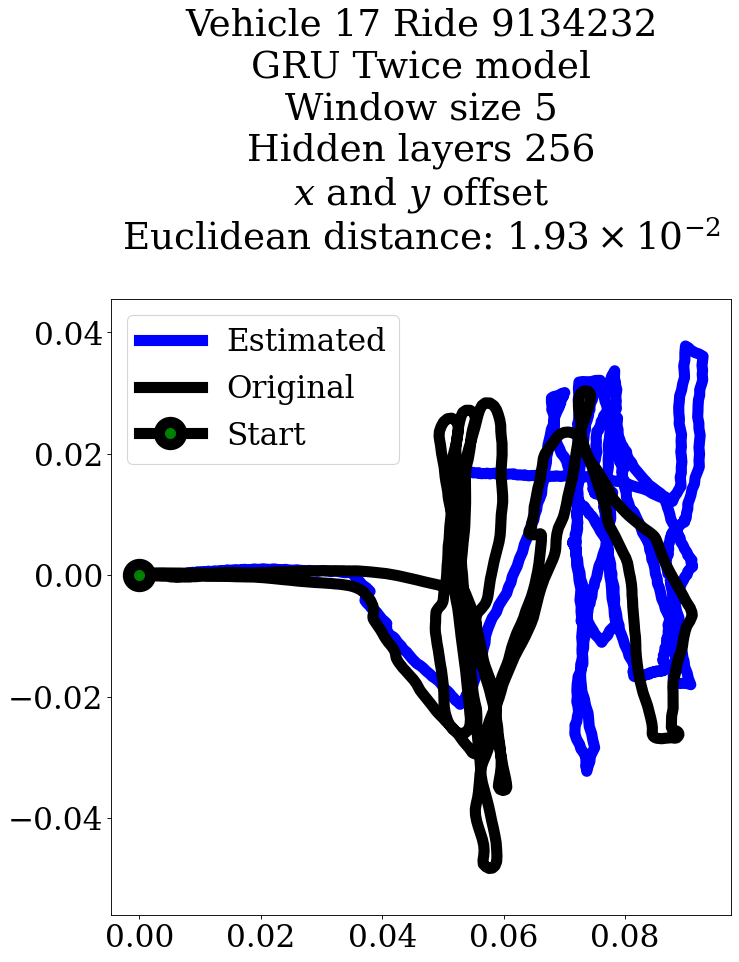 Vehicle 17 Ride 9134232
GRU Twice model
Window size 5
Hidden layers 256
x and y offset
Euclidean distance: 1.93 × 10⁻²
Estimated
Original
Start
0.04
0.02
0.00
−0.02
−0.04
0.00 0.02 0.04 0.06 0.08